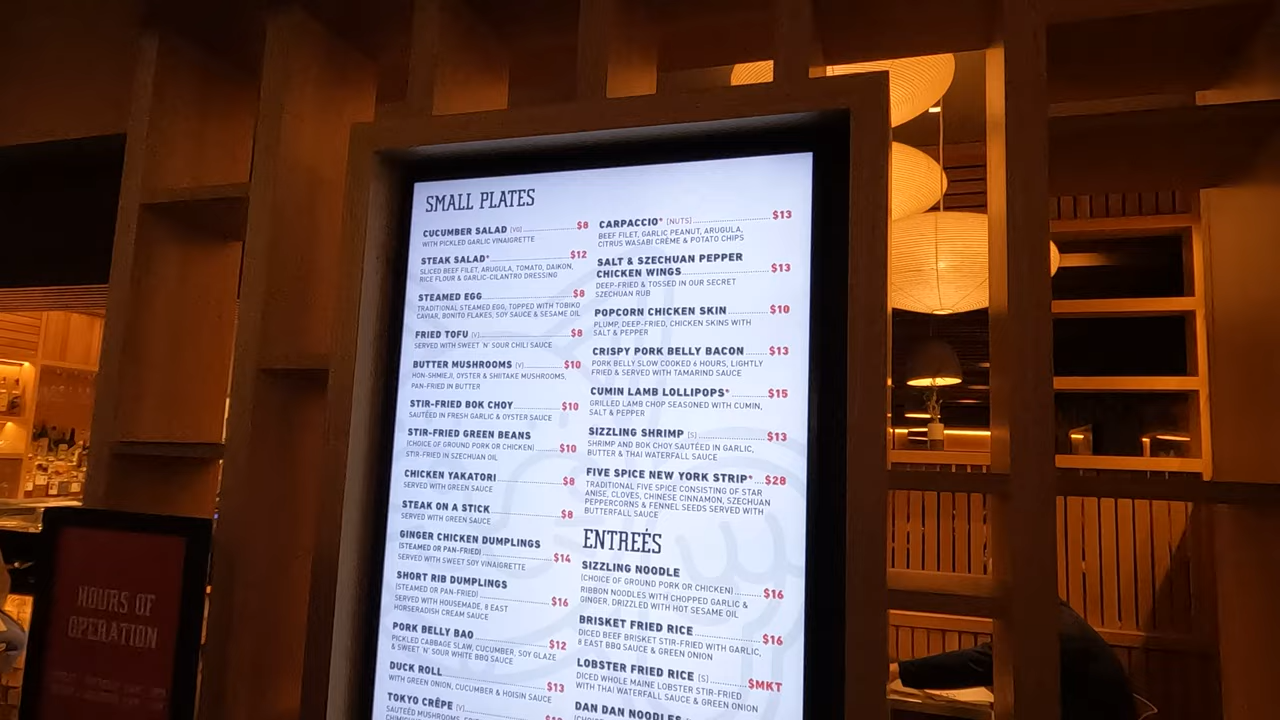 SMALL PLATES
CUCUMBER SALAD (VG) $8
WITH PICKLED GARLIC VINAIGRETTE
STEAK SALAD* $12
SLICED BEEF FILET, ARUGULA, TOMATO, DAIKON,
RICE FLOUR & GARLIC-CILANTRO DRESSING
STEAMED EGG $8
TRADITIONAL STEAMED EGG, TOPPED WITH TOBIKO
CAVIAR, BONITO FLAKES, SOY SAUCE & SESAME OIL
FRIED TOFU (V) $8
SERVED WITH SWEET 'N' SOUR CHILI SAUCE
BUTTER MUSHROOMS (V) $10
HON-SHMIEJI, OYSTER & SHIITAKE MUSHROOMS,
PAN-FRIED IN BUTTER
STIR-FRIED BOK CHOY $10
SAUTÉED IN FRESH GARLIC & OYSTER SAUCE
STIR-FRIED GREEN BEANS
(CHOICE OF GROUND PORK OR CHICKEN) $10
STIR-FRIED IN SZECHUAN OIL
CHICKEN YAKATORI $8
SERVED WITH GREEN SAUCE
STEAK ON A STICK $8
SERVED WITH GREEN SAUCE
GINGER CHICKEN DUMPLINGS
(STEAMED OR PAN-FRIED) $14
SERVED WITH SWEET SOY VINAIGRETTE
SHORT RIB DUMPLINGS
(STEAMED OR PAN-FRIED) $16
SERVED WITH HOUSEMADE, 8 EAST
HORSERADISH CREAM SAUCE
PORK BELLY BAO $12
PICKLED CABBAGE SLAW, CUCUMBER, SOY GLAZE
& SWEET 'N' SOUR WHITE BBQ SAUCE
DUCK ROLL $13
WITH GREEN ONION, CUCUMBER & HOISIN SAUCE
TOKYO CRÊPE (V)
SAUTÉED MUSHROOMS,
CARPACCIO* (NUTS) $13
BEEF FILET, GARLIC PEANUT, ARUGULA,
CITRUS WASABI CRÈME & POTATO CHIPS
SALT & SZECHUAN PEPPER
CHICKEN WINGS $13
DEEP-FRIED & TOSSED IN OUR SECRET
SZECHUAN RUB
POPCORN CHICKEN SKIN $10
PLUMP, DEEP-FRIED, CHICKEN SKINS WITH
SALT & PEPPER
CRISPY PORK BELLY BACON $13
PORK BELLY SLOW COOKED 6 HOURS, LIGHTLY
FRIED & SERVED WITH TAMARIND SAUCE
CUMIN LAMB LOLLIPOPS* $15
GRILLED LAMB CHOP SEASONED WITH CUMIN,
SALT & PEPPER
SIZZLING SHRIMP (S) $13
SHRIMP AND BOK CHOY SAUTÉED IN GARLIC,
BUTTER & THAI WATERFALL SAUCE
FIVE SPICE NEW YORK STRIP* $28
TRADITIONAL FIVE SPICE CONSISTING OF STAR
ANISE, CLOVES, CHINESE CINNAMON, SZECHUAN
PEPPERCORNS & FENNEL SEEDS SERVED WITH
BUTTERFALL SAUCE
ENTREÉS
SIZZLING NOODLE
(CHOICE OF GROUND PORK OR CHICKEN) $16
RIBBON NOODLES WITH CHOPPED GARLIC &
GINGER, DRIZZLED WITH HOT SESAME OIL
BRISKET FRIED RICE $16
DICED BEEF BRISKET STIR-FRIED WITH GARLIC,
8 EAST BBQ SAUCE & GREEN ONION
LOBSTER FRIED RICE (S) $MKT
DICED WHOLE MAINE LOBSTER STIR-FRIED
WITH THAI WATERFALL SAUCE & GREEN ONION
DAN DAN NOODLES
HOURS OF
OPERATION